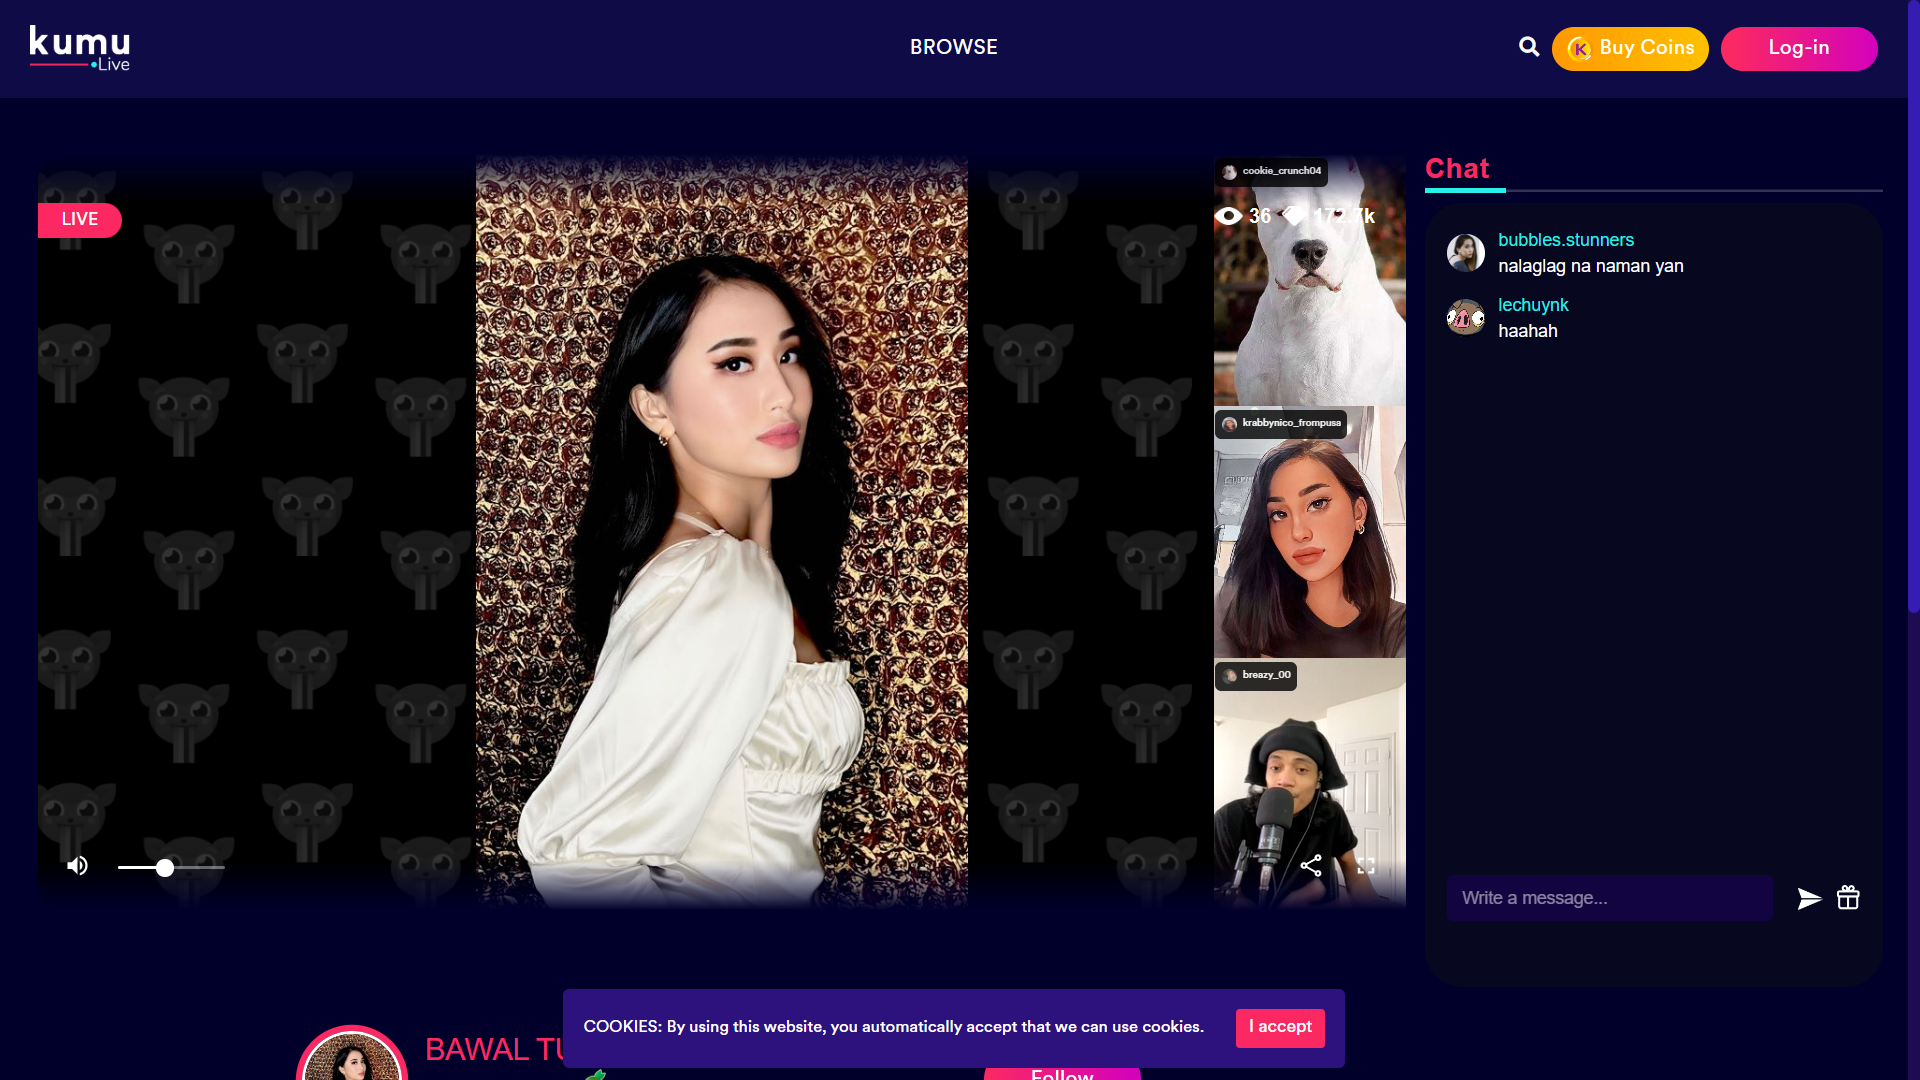 kumu
Live
BROWSE
Buy Coins
Log-in
LIVE
cookie_crunch04
36
172.7k
krabbynico_frompusa
breazy_00
Chat
bubbles.stunners
nalaglag na naman yan
lechuynk
haahah
Write a message...
COOKIES: By using this website, you automatically accept that we can use cookies.
I accept
BAWAL
Follow